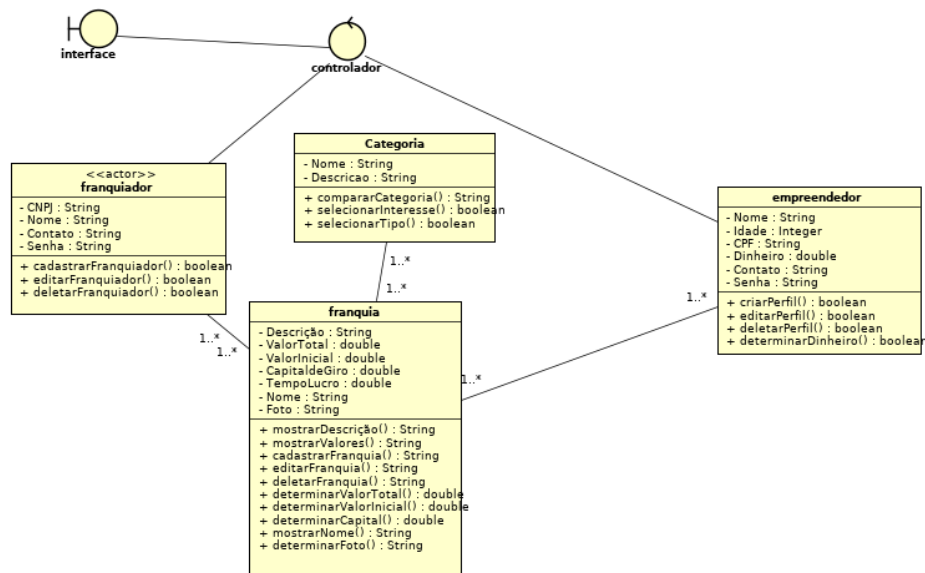 interface
controlador
<<actor>>
franquiador
- CNPJ : String
- Nome : String
- Contato : String
- Senha : String
+ cadastrarFranquiador() : boolean
+ editarFranquiador() : boolean
+ deletarFranquiador() : boolean
Categoria
- Nome : String
- Descricao : String
+ compararCategoria() : String
+ selecionarInteresse() : boolean
+ selecionarTipo() : boolean
empreendedor
- Nome : String
- Idade : Integer
- CPF : String
- Dinheiro : double
- Contato : String
- Senha : String
+ criarPerfil() : boolean
+ editarPerfil() : boolean
+ deletarPerfil() : boolean
+ determinarDinheiro() : boolean
1..*
1..*
1..*
1..*
1..*
1..*
franquia
- Descrição : String
- ValorTotal : double
- ValorInicial : double
- CapitaldeGiro : double
- TempoLucro : double
- Nome : String
- Foto : String
+ mostrarDescrição() : String
+ mostrarValores() : String
+ cadastrarFranquia() : String
+ editarFranquia() : String
+ deletarFranquia() : String
+ determinarValorTotal() : double
+ determinarValorInicial() : double
+ determinarCapital() : double
+ mostrarNome() : String
+ determinarFoto() : String